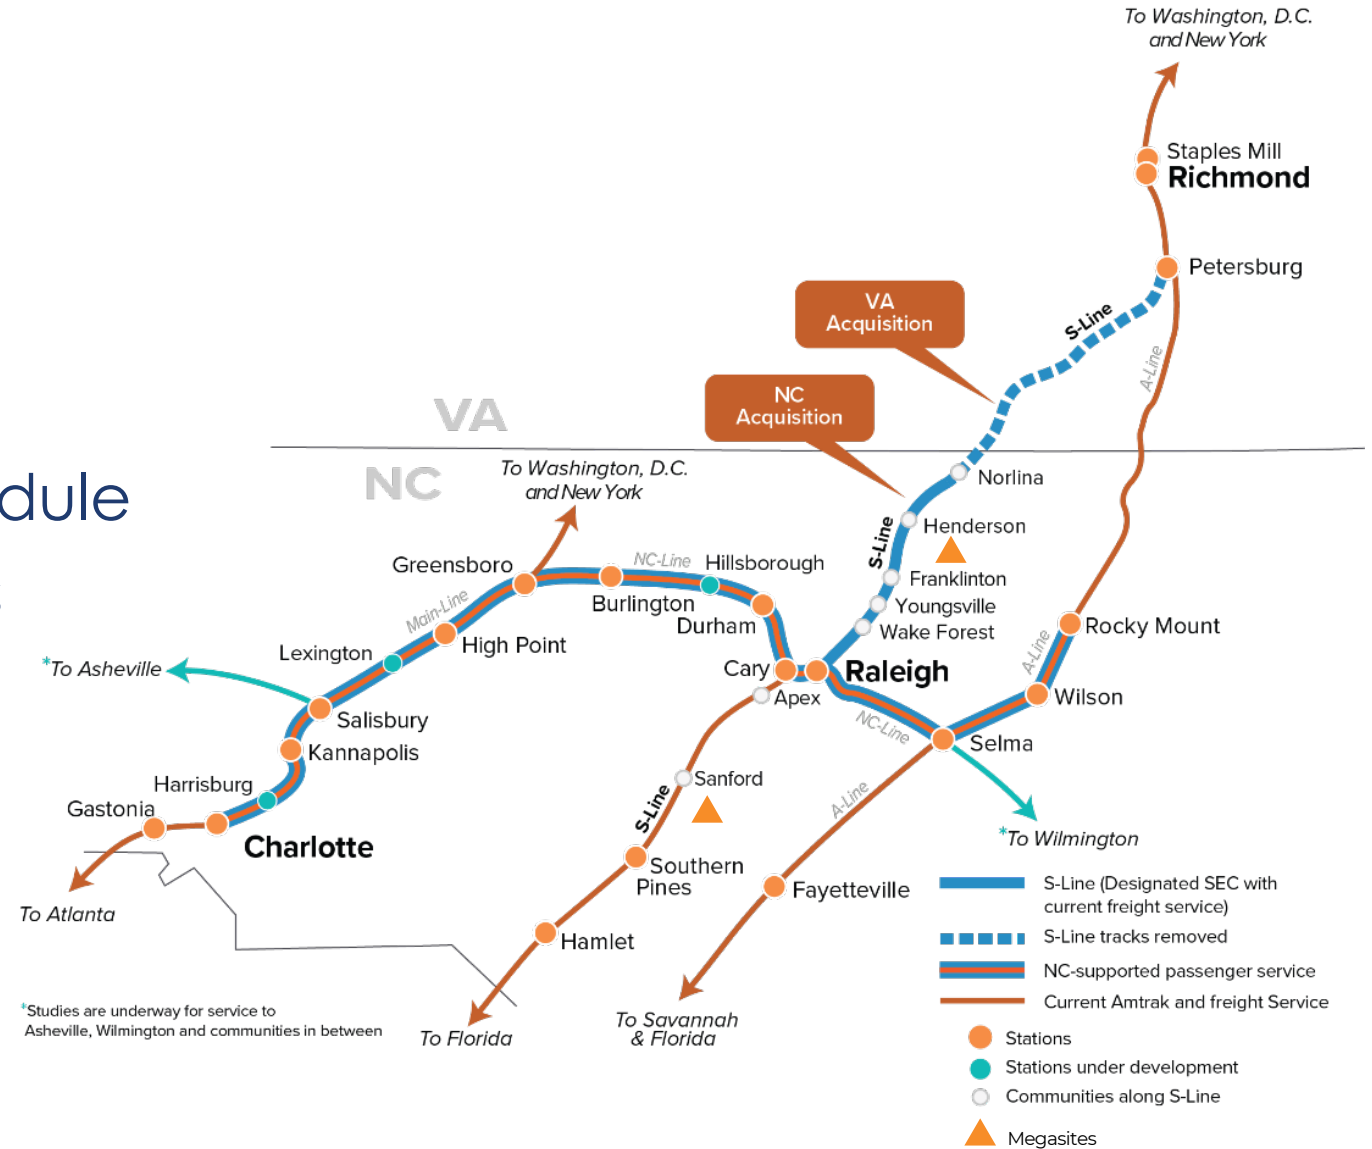 To Washington, D.C.
and New York
Staples Mill
Richmond
Petersburg
VA
Acquisition
S-Line
A-Line
NC
Acquisition
VA
NC
To Washington, D.C.
and New York
Norlina
dule
Henderson
S-Line
Greensboro
NC-Line
Hillsborough
Franklinton
Burlington
Youngsville
Main-Line
Durham
Wake Forest
Rocky Mount
High Point
Lexington
A-Line
*To Asheville
Cary
Raleigh
Apex
Wilson
Salisbury
NC-Line
Selma
Kannapolis
Harrisburg
Sanford
Gastonia
S-Line
A-Line
Charlotte
*To Wilmington
Southern
Pines
Fayetteville
To Atlanta
Hamlet
S-Line (Designated SEC with
current freight service)
S-Line tracks removed
NC-supported passenger service
Current Amtrak and freight Service
Stations
Stations under development
Communities along S-Line
Megasites
*Studies are underway for service to
Asheville, Wilmington and communities in between
To Florida
To Savannah
& Florida